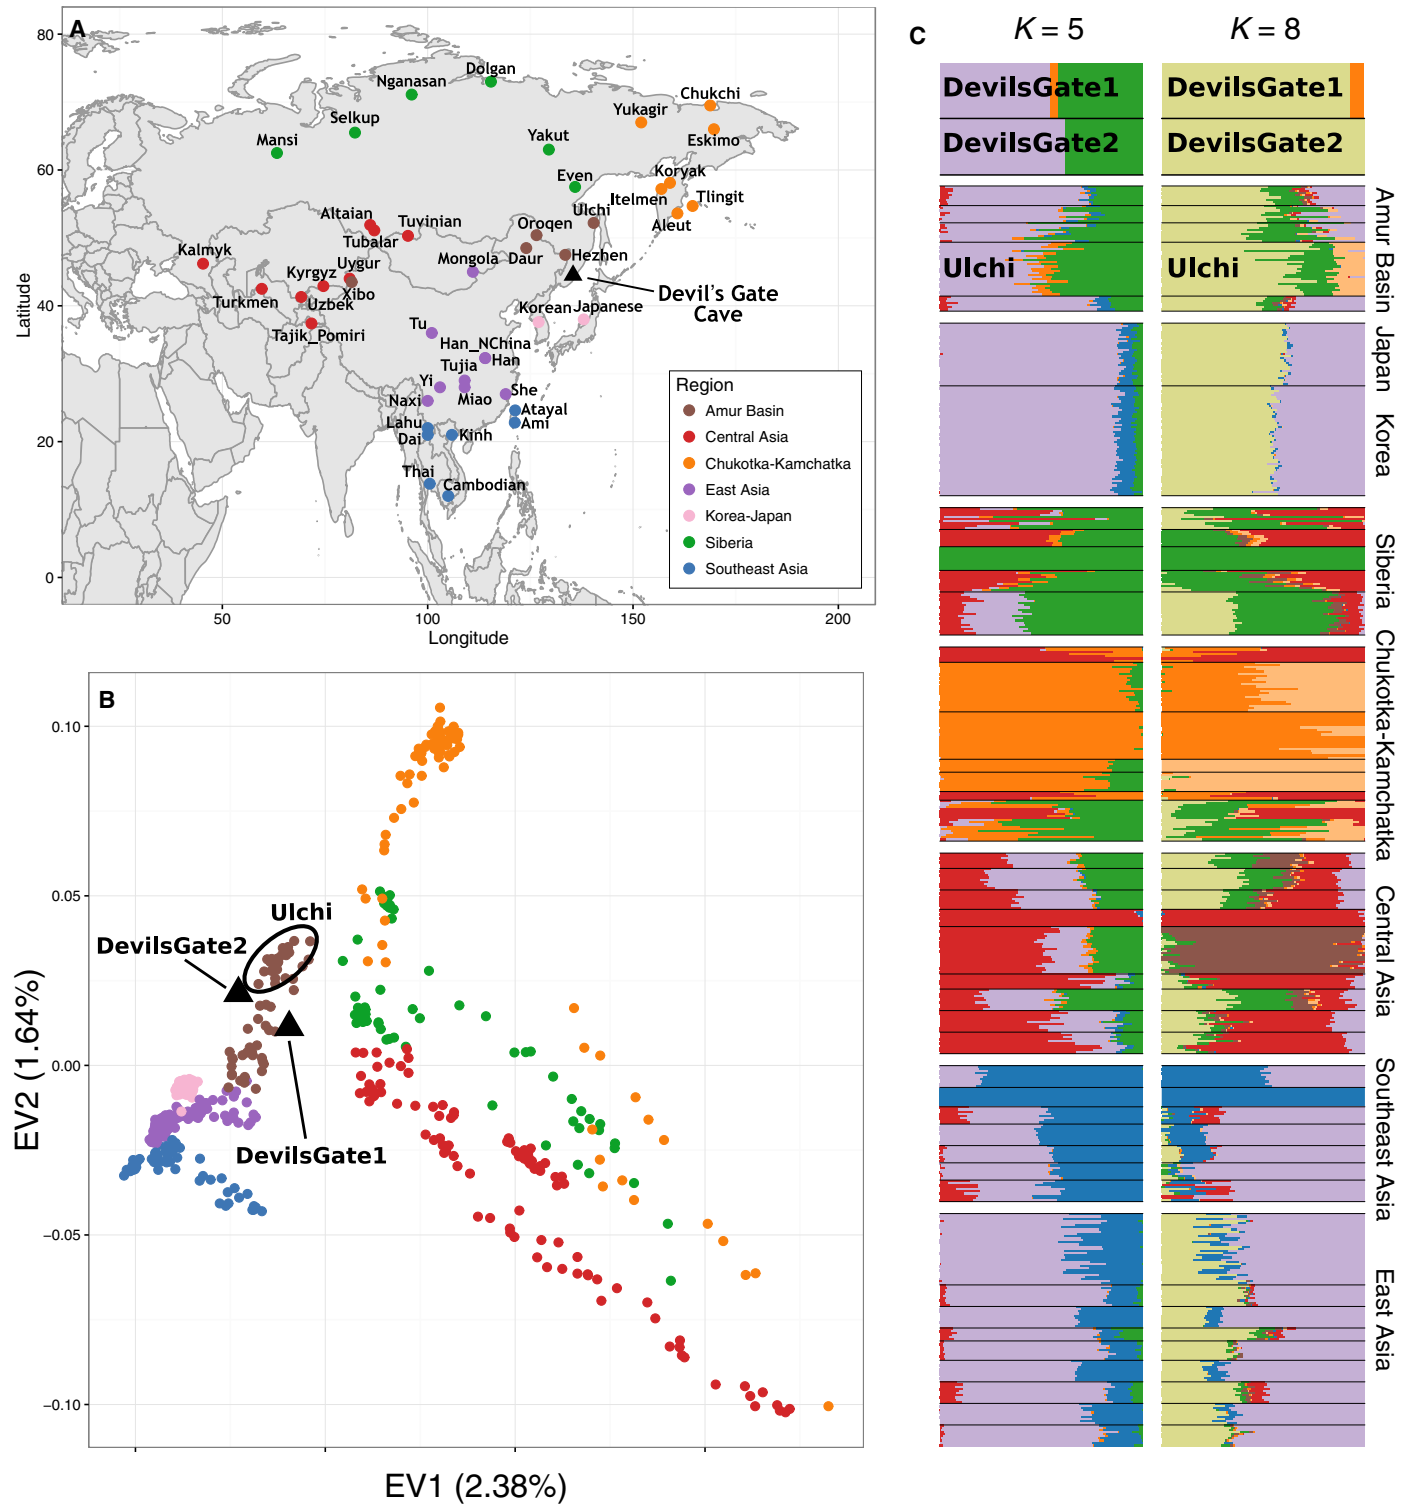 A
80
60
40
20
0
Latitude
50
100
150
200
Longitude
Dolgan
Nganasan
Selkup
Mansi
Chukchi
Yukagir
Eskimo
Yakut
Even
Koryak
Itelmen
Tlingit
Aleut
Ulchi
Oroqen
Altaian
Tuvinian
Tubalar
Kalmyk
Mongola
Daur
Hezhen
Uygur
Kyrgyz
Xibo
Turkmen
Uzbek
Tajik_Pomiri
Devil's Gate
Cave
Korean
Japanese
Tu
Han_NChina
Han
Tujia
Yi
Miao
She
Naxi
Atayal
Ami
Lahu
Dai
Kinh
Thai
Cambodian
Region
Amur Basin
Central Asia
Chukotka-Kamchatka
East Asia
Korea-Japan
Siberia
Southeast Asia
B
0.10
0.05
0.00
−0.05
−0.10
EV2 (1.64%)
EV1 (2.38%)
Ulchi
DevilsGate2
DevilsGate1
C
K = 5
K = 8
DevilsGate1
DevilsGate1
DevilsGate2
DevilsGate2
Ulchi
Ulchi
Amur Basin
Japan
Korea
Siberia
Chukotka-Kamchatka
Central Asia
Southeast Asia
East Asia